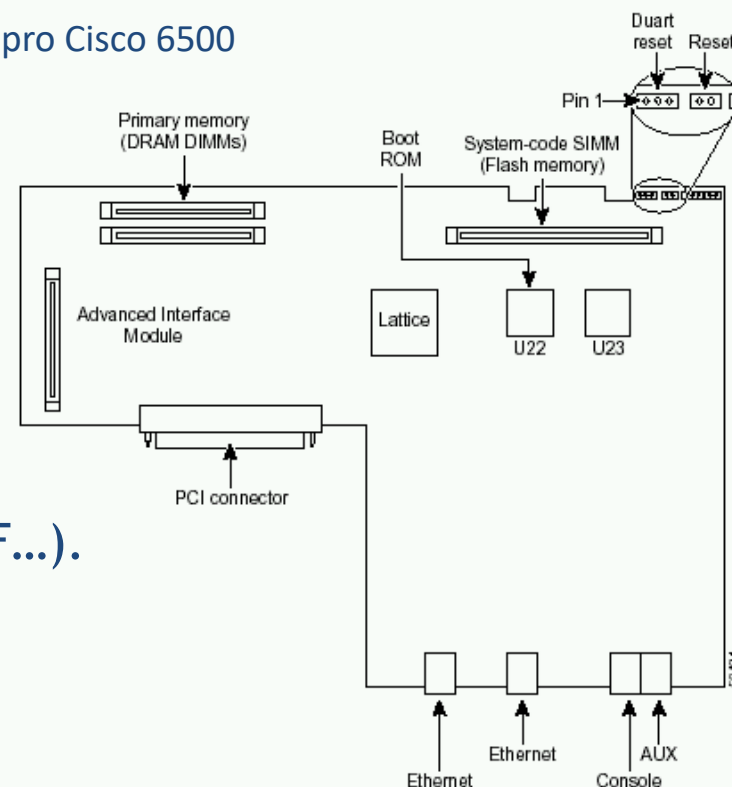 pro Cisco 6500
Duart
reset
Reset
Pin 1
Primary memory
(DRAM DIMMs)
Boot
ROM
System-code SIMM
(Flash memory)
Advanced Interface
Module
Lattice
U22
U23
PCI connector
F...).
Ethernet
Ethernet
Console
AUX